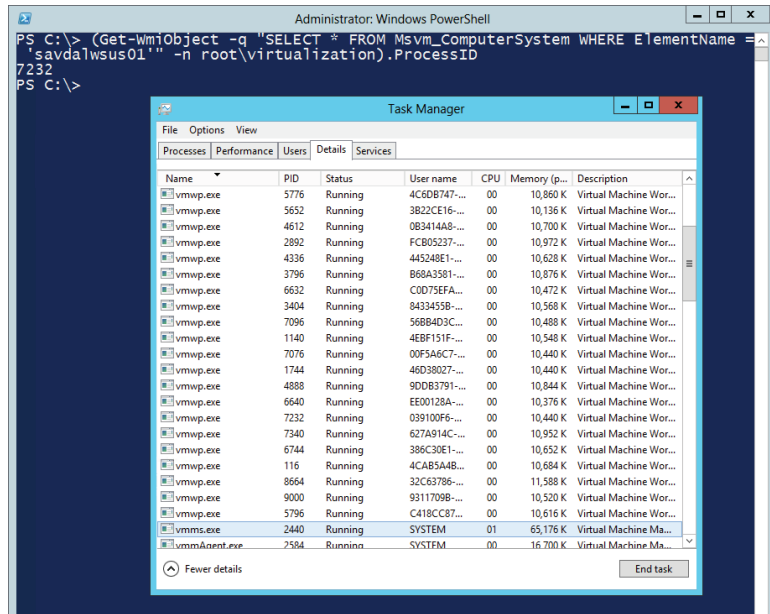 Administrator: Windows PowerShell
PS C:\> (Get-WmiObject -q "SELECT * FROM Msvm_ComputerSystem WHERE ElementName =
 'savdalwsus01'" -n root\virtualization).ProcessID
7232
PS C:\>
Task Manager
File Options View
Processes Performance Users Details Services
Name PID Status User name CPU Memory (p... Description
vmwp.exe 5776 Running 4C6DB747-... 00 10,860 K Virtual Machine Wor...
vmwp.exe 5652 Running 3B22CE16-... 00 10,136 K Virtual Machine Wor...
vmwp.exe 4612 Running 0B3414A8-... 00 10,700 K Virtual Machine Wor...
vmwp.exe 2892 Running FCB05237-... 00 10,972 K Virtual Machine Wor...
vmwp.exe 4336 Running 445248E1-... 00 10,628 K Virtual Machine Wor...
vmwp.exe 3796 Running B68A3581-... 00 10,876 K Virtual Machine Wor...
vmwp.exe 6632 Running C0D75EFA... 00 10,472 K Virtual Machine Wor...
vmwp.exe 3404 Running 8433455B-... 00 10,568 K Virtual Machine Wor...
vmwp.exe 7096 Running 56BB4D3C... 00 10,488 K Virtual Machine Wor...
vmwp.exe 1140 Running 4EBF151F-... 00 10,548 K Virtual Machine Wor...
vmwp.exe 7076 Running 00F5A6C7-... 00 10,440 K Virtual Machine Wor...
vmwp.exe 1744 Running 46D38027-... 00 10,440 K Virtual Machine Wor...
vmwp.exe 4888 Running 9DDB3791-... 00 10,844 K Virtual Machine Wor...
vmwp.exe 6640 Running EE00128A-... 00 10,376 K Virtual Machine Wor...
vmwp.exe 7232 Running 039100F6-... 00 10,440 K Virtual Machine Wor...
vmwp.exe 7340 Running 627A914C-... 00 10,952 K Virtual Machine Wor...
vmwp.exe 6744 Running 386C30E1-... 00 10,652 K Virtual Machine Wor...
vmwp.exe 116 Running 4CAB5A4B... 00 10,684 K Virtual Machine Wor...
vmwp.exe 8664 Running 32C63786-... 00 11,588 K Virtual Machine Wor...
vmwp.exe 9000 Running 9311709B-... 00 10,520 K Virtual Machine Wor...
vmwp.exe 5796 Running C418CC87... 00 10,616 K Virtual Machine Wor...
vmms.exe 2440 Running SYSTEM 01 65,176 K Virtual Machine Ma...
vmmAgent.exe 2584 Running SYSTEM 00 16,700 K Virtual Machine Ma...
Fewer details End task